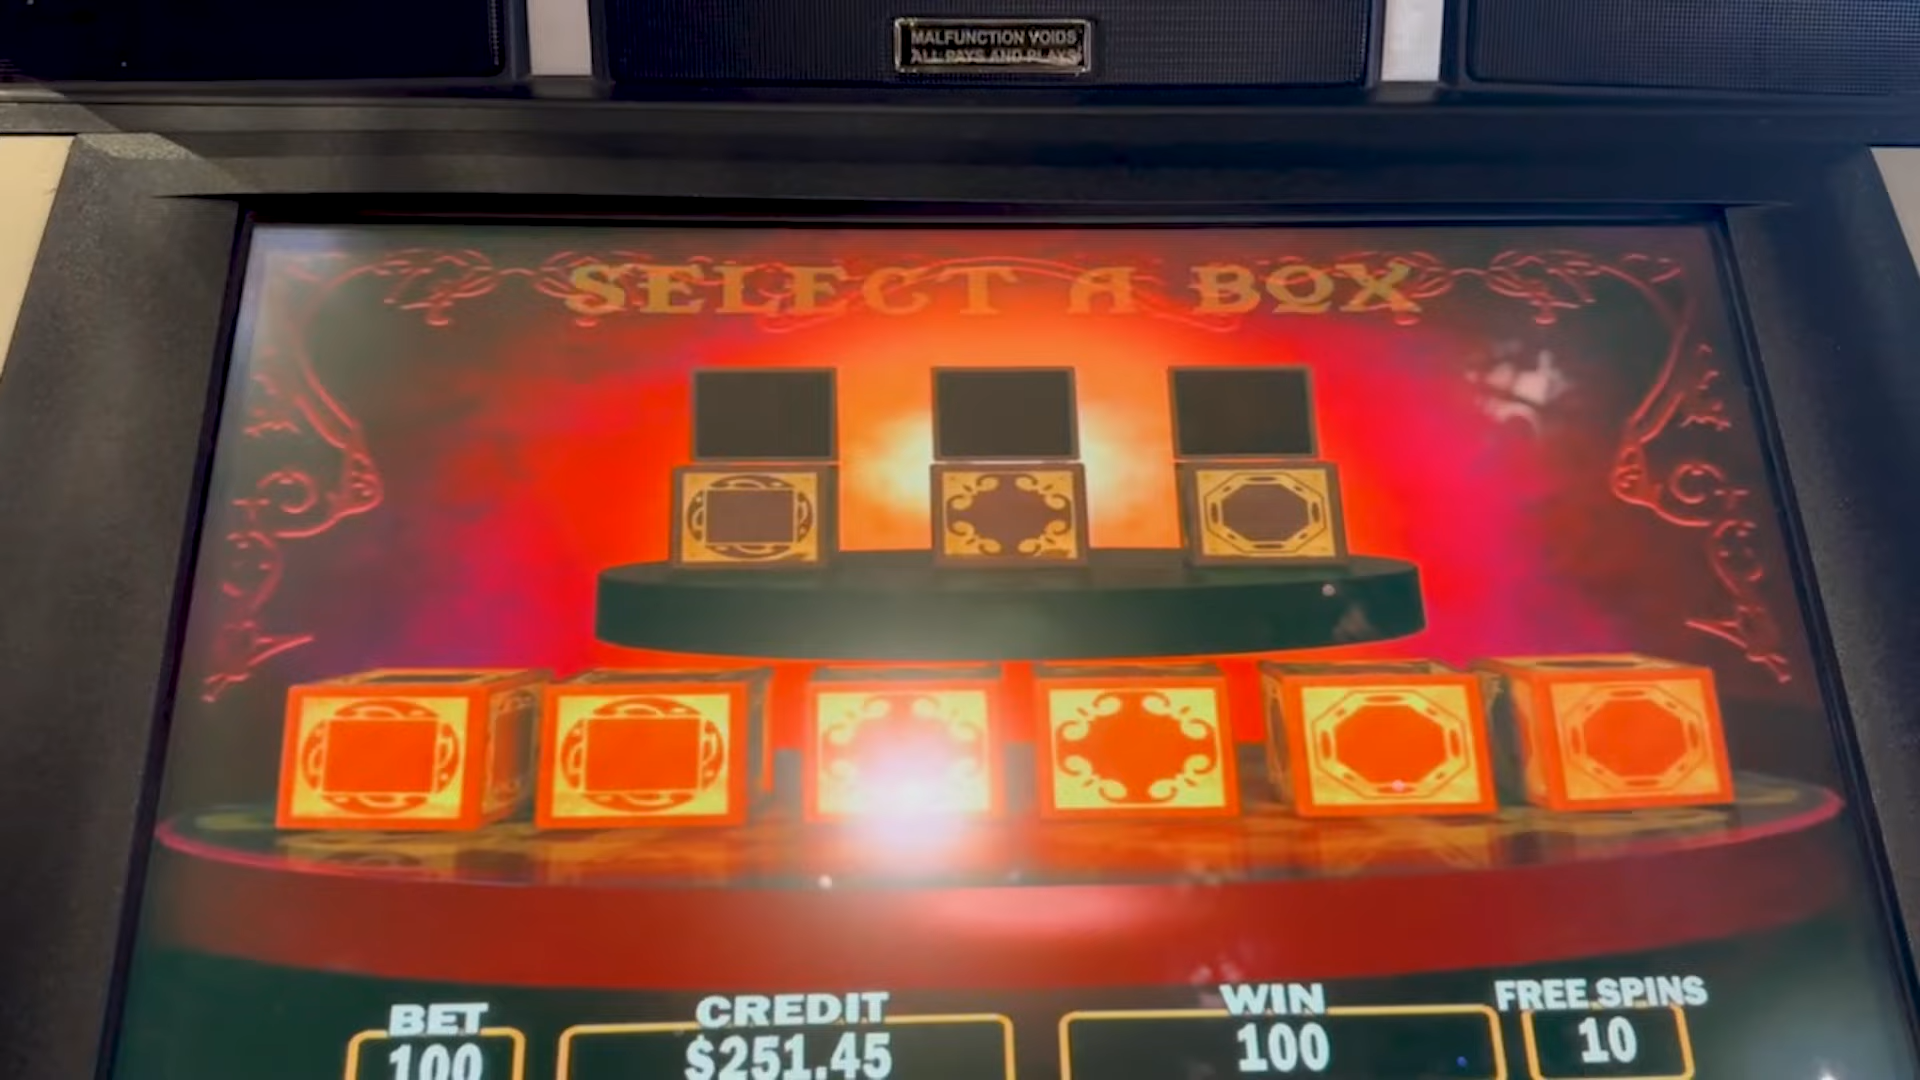 MALFUNCTION VOIDS
ALL PAYS AND PLAYS
SELECT A BOX
BET
100
CREDIT
$251.45
WIN
100
FREE SPINS
10